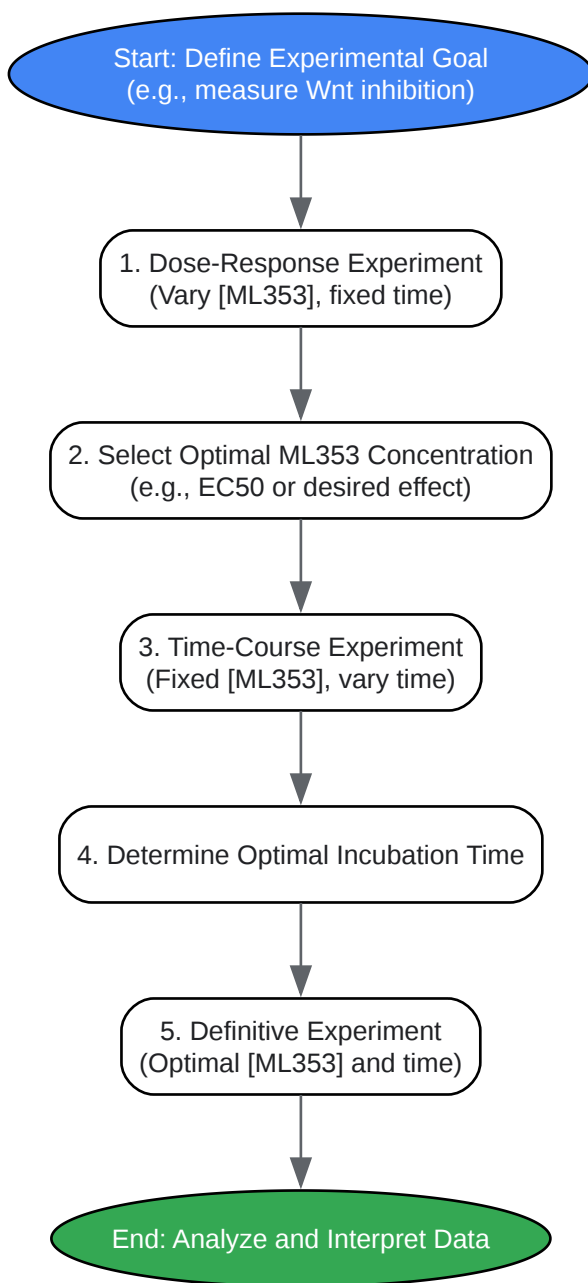 Start: Define Experimental Goal
(e.g., measure Wnt inhibition)
1. Dose-Response Experiment
(Vary [ML353], fixed time)
2. Select Optimal ML353 Concentration
(e.g., EC50 or desired effect)
3. Time-Course Experiment
(Fixed [ML353], vary time)
4. Determine Optimal Incubation Time
5. Definitive Experiment
(Optimal [ML353] and time)
End: Analyze and Interpret Data